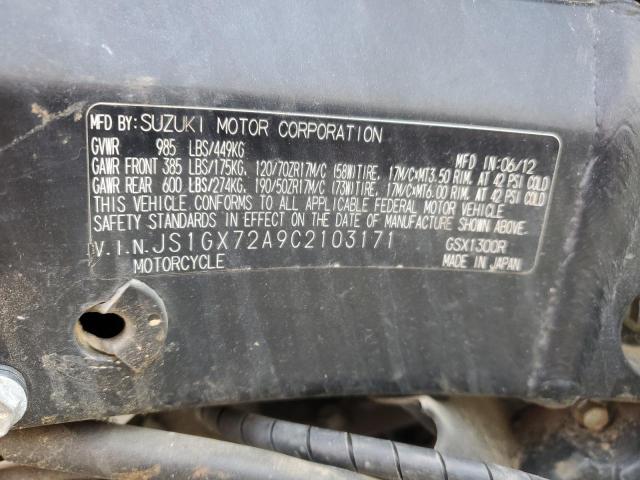 MFD BY: SUZUKI MOTOR CORPORATION MFD IN: 06/12
GVWR 985 LBS/449KG
GAWR FRONT 385 LBS/175KG, 120/70ZR17M/C (58W)TIRE, 17M/C×MT3.50 RIM. AT 42 PSI COLD
GAWR REAR 600 LBS/274KG, 190/50ZR17M/C (73W)TIRE, 17M/C×MT6.00 RIM. AT 42 PSI COLD
THIS VEHICLE CONFORMS TO ALL APPLICABLE FEDERAL MOTOR VEHICLE
SAFETY STANDARDS IN EFFECT ON THE DATE OF MANUFACTURE SHOWN ABOVE.
V.I.N.JS1GX72A9C2103171 GSX1300R
MOTORCYCLE MADE IN JAPAN